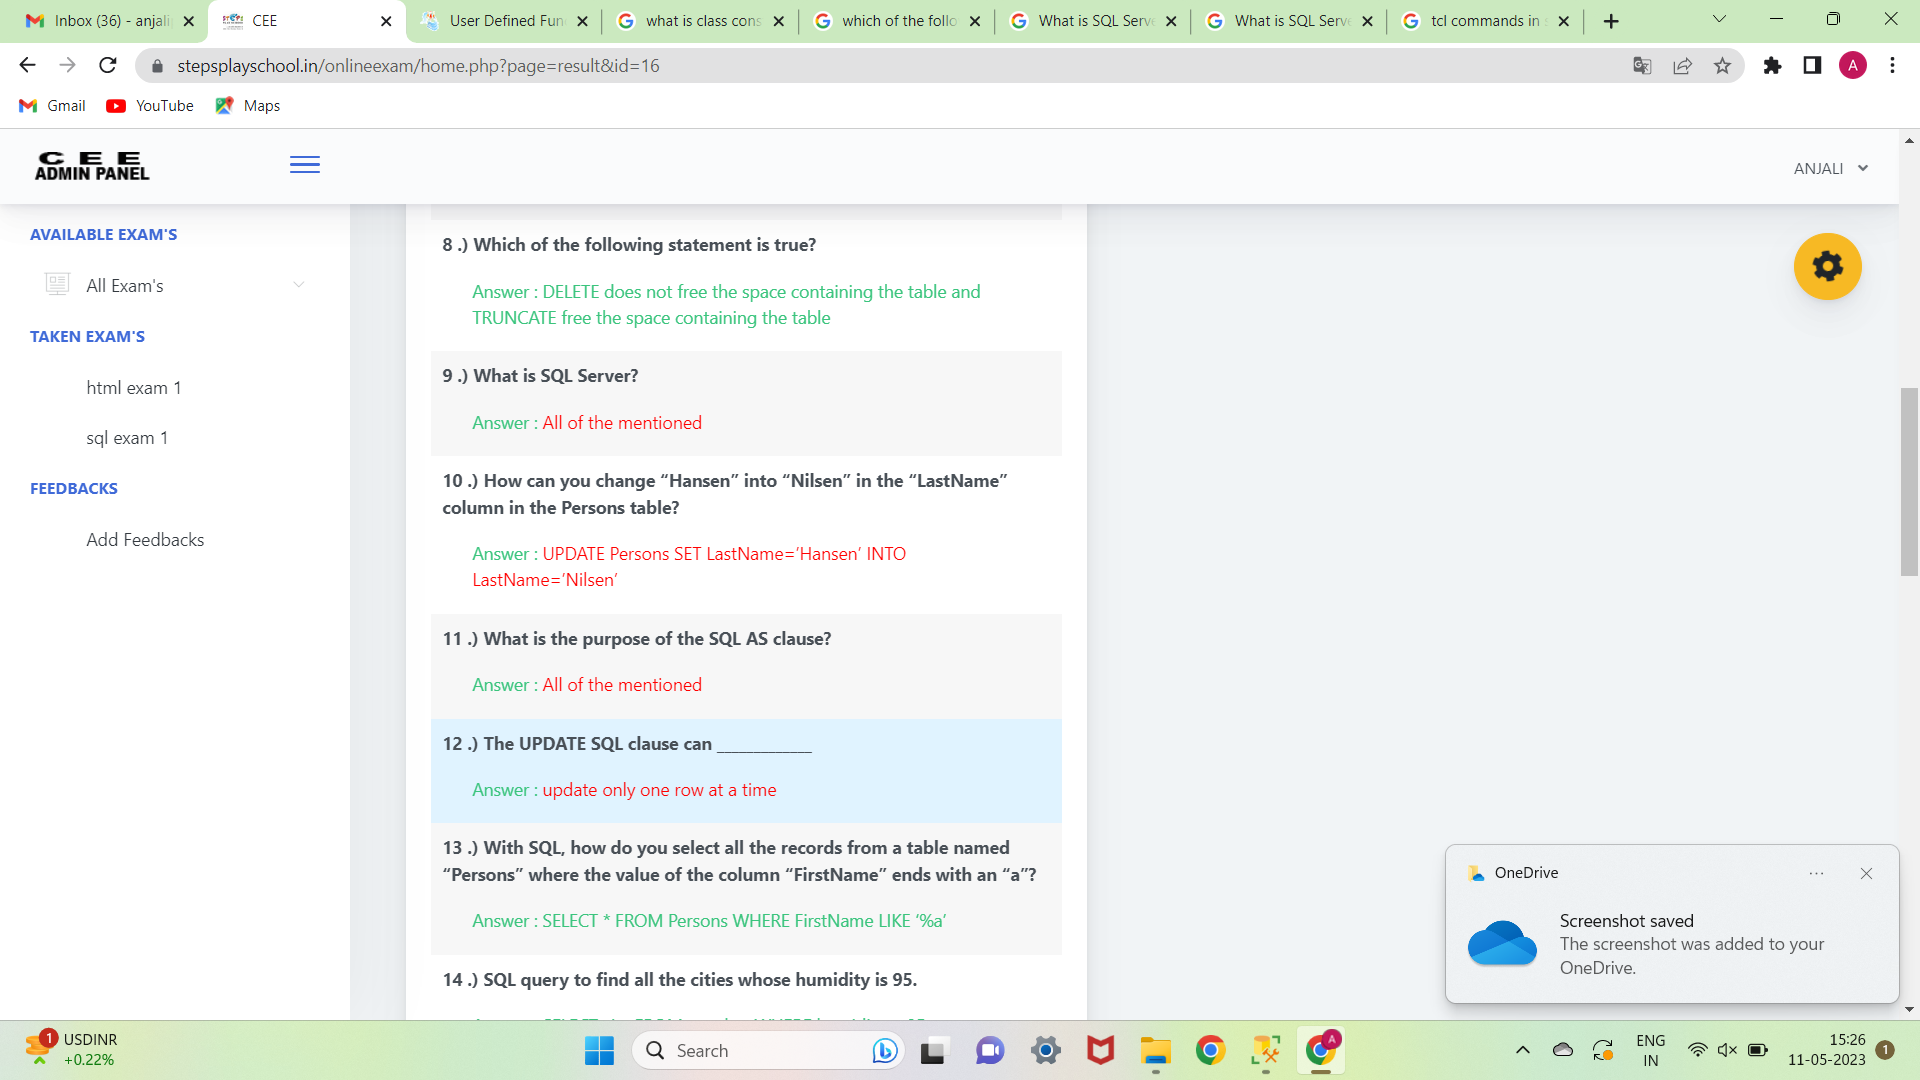 Inbox (36) - anjali
CEE
User Defined Fun
what is class cons
which of the follo
What is SQL Serve
What is SQL Serve
tcl commands in s
stepsplayschool.in/onlineexam/home.php?page=result&id=16
A
Gmail
YouTube
Maps
C E E
ADMIN PANEL
ANJALI
AVAILABLE EXAM'S
All Exam's
TAKEN EXAM'S
html exam 1
sql exam 1
FEEDBACKS
Add Feedbacks
8 .) Which of the following statement is true?
Answer : DELETE does not free the space containing the table and
TRUNCATE free the space containing the table
9 .) What is SQL Server?
Answer : All of the mentioned
10 .) How can you change “Hansen” into “Nilsen” in the “LastName”
column in the Persons table?
Answer : UPDATE Persons SET LastName=’Hansen’ INTO
LastName=’Nilsen’
11 .) What is the purpose of the SQL AS clause?
Answer : All of the mentioned
12 .) The UPDATE SQL clause can _____________
Answer : update only one row at a time
13 .) With SQL, how do you select all the records from a table named
“Persons” where the value of the column “FirstName” ends with an “a”?
Answer : SELECT * FROM Persons WHERE FirstName LIKE ‘%a’
14 .) SQL query to find all the cities whose humidity is 95.
OneDrive
Screenshot saved
The screenshot was added to your
OneDrive.
1
USDINR
+0.22%
Search
A
ENG
IN
15:26
11-05-2023
1